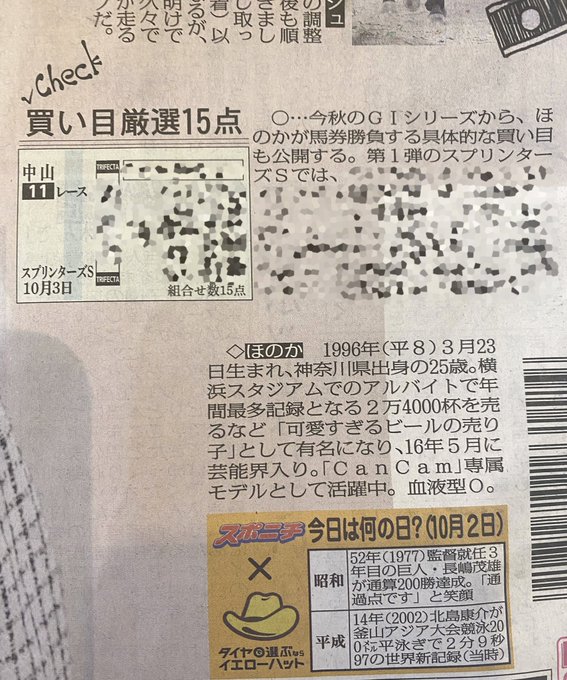 の調整
後も順
きまし
し取っ
着）以
るが、
明けで
久々で
が走る
プだ。
Check
買い目厳選15点
中山
11レース
TRIFECTA
スプリンターズS
10月3日
TRIFECTA
組合せ数15点
○…今秋のGⅠシリーズから、ほ
のかが馬券勝負する具体的な買い目
も公開する。第1弾のスプリンター
ズSでは、
◇ほのか　1996年(平8)3月23
日生まれ、神奈川県出身の25歳。横
浜スタジアムでのアルバイトで年
間最多記録となる2万4000杯を売
るなど「可愛すぎるビールの売り
子」として有名になり、16年5月に
芸能界入り。「CanCam」専属
モデルとして活躍中。血液型O。
スポニチ
×
タイヤを選ぶなら
イエローハット
今日は何の日?(10月2日)
昭和
52年(1977)監督就任3
年目の巨人・長嶋茂雄
が通算200勝達成。「通
過点です」と笑顔
平成
14年(2002)北島康介が
釜山アジア大会競泳20
0㍍平泳ぎで2分9秒
97の世界新記録(当時)